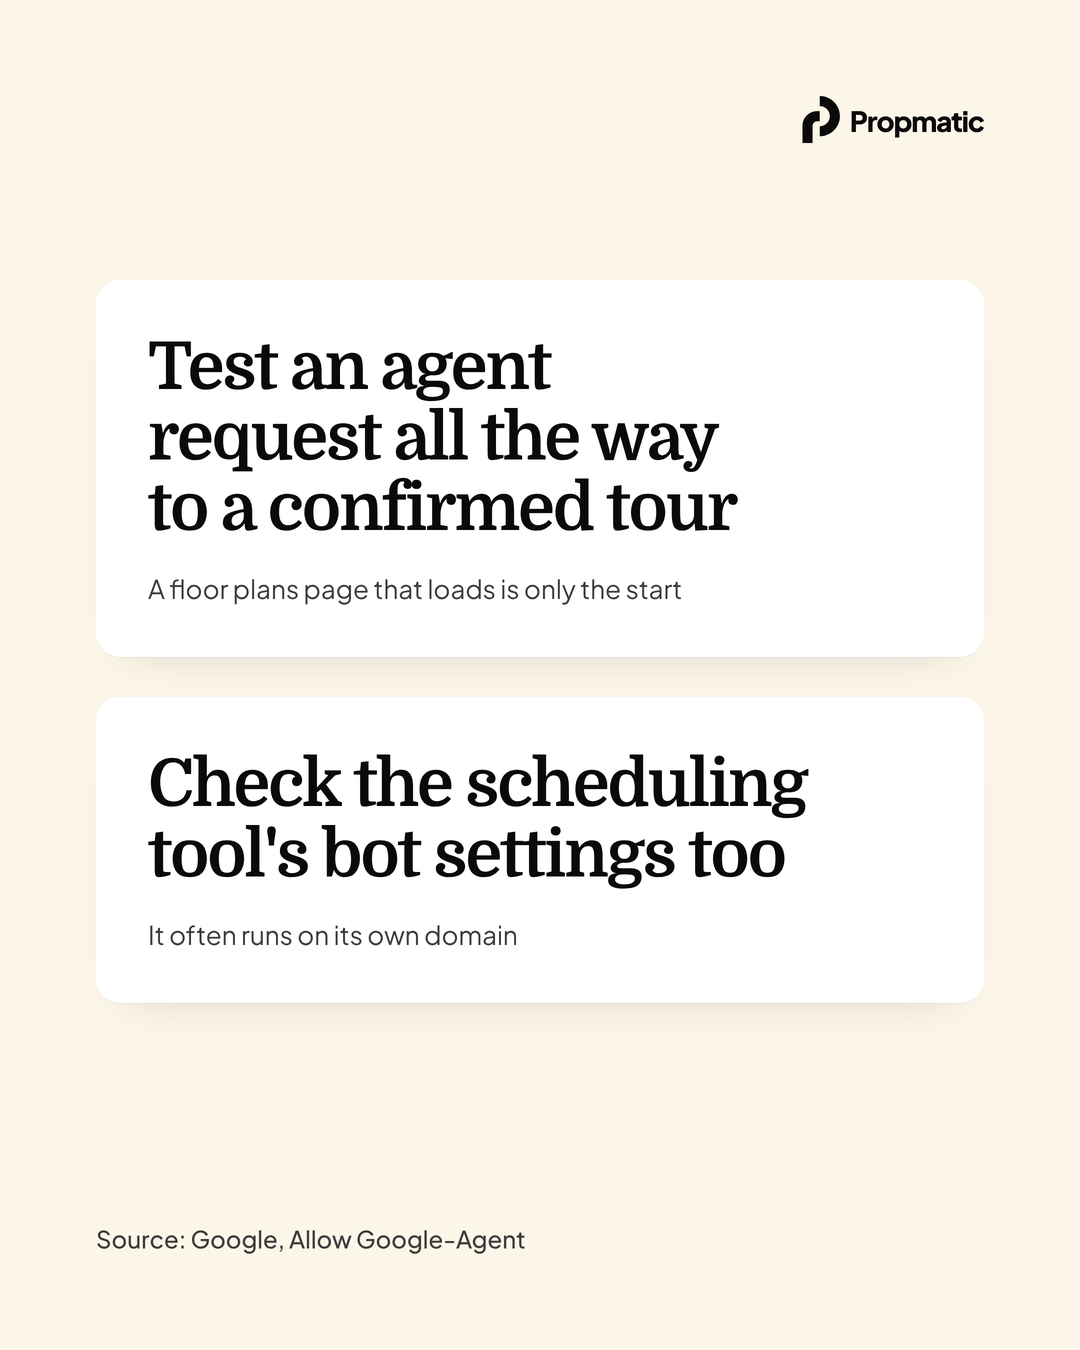 Propmatic
Test an agent
request all the way
to a confirmed tour
A floor plans page that loads is only the start
Check the scheduling
tool's bot settings too
It often runs on its own domain
Source: Google, Allow Google-Agent